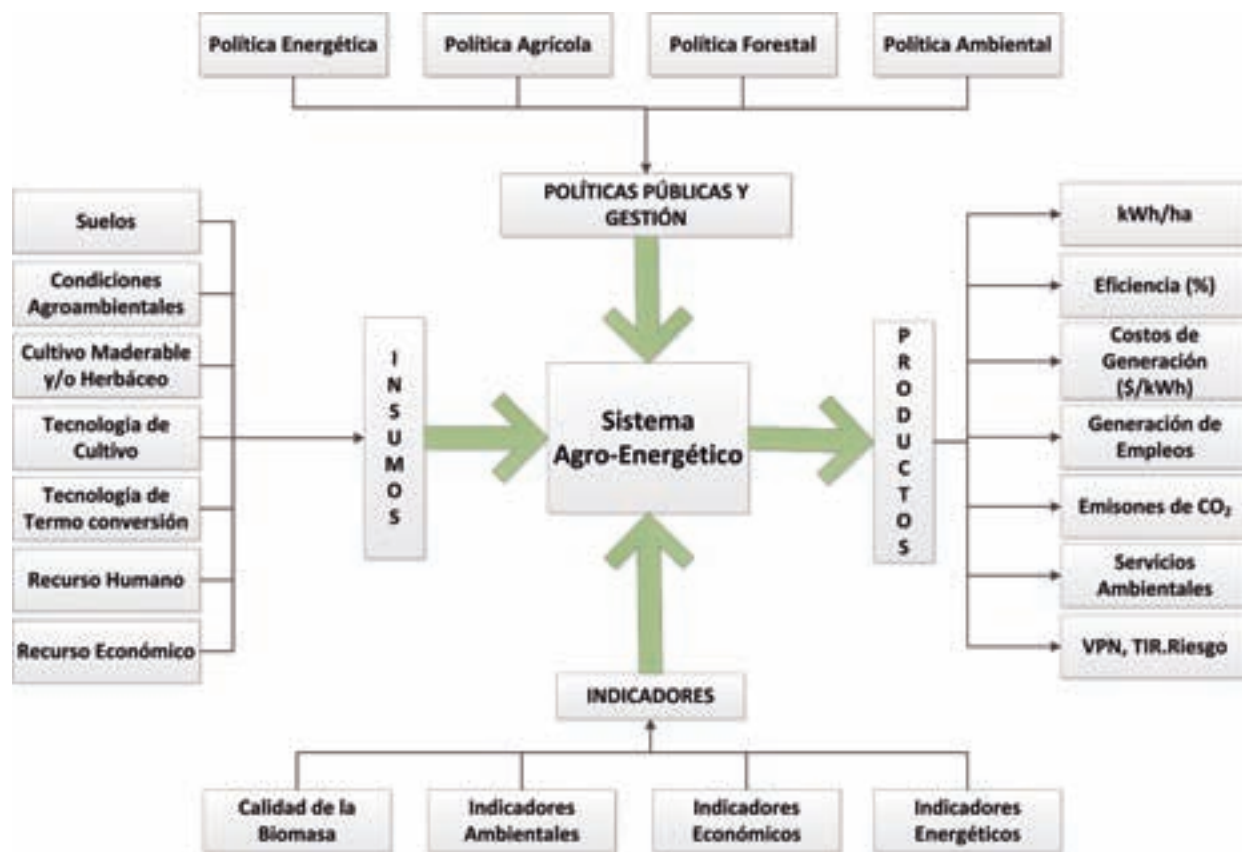 Política Energética
Política Agrícola
Política Forestal
Política Ambiental
POLÍTICAS PÚBLICAS Y
GESTIÓN
Suelos
Condiciones
Agroambientales
Cultivo Maderable
y/o Herbáceo
Tecnología de
Cultivo
Tecnología de
Termo conversión
Recurso Humano
Recurso Económico
INSUMOS
Sistema
Agro-Energético
PRODUCTOS
kWh/ha
Eficiencia (%)
Costos de
Generación
($/kWh)
Generación de
Empleos
Emisones de CO₂
Servicios
Ambientales
VPN, TIR.Riesgo
INDICADORES
Calidad de la
Biomasa
Indicadores
Ambientales
Indicadores
Económicos
Indicadores
Energéticos